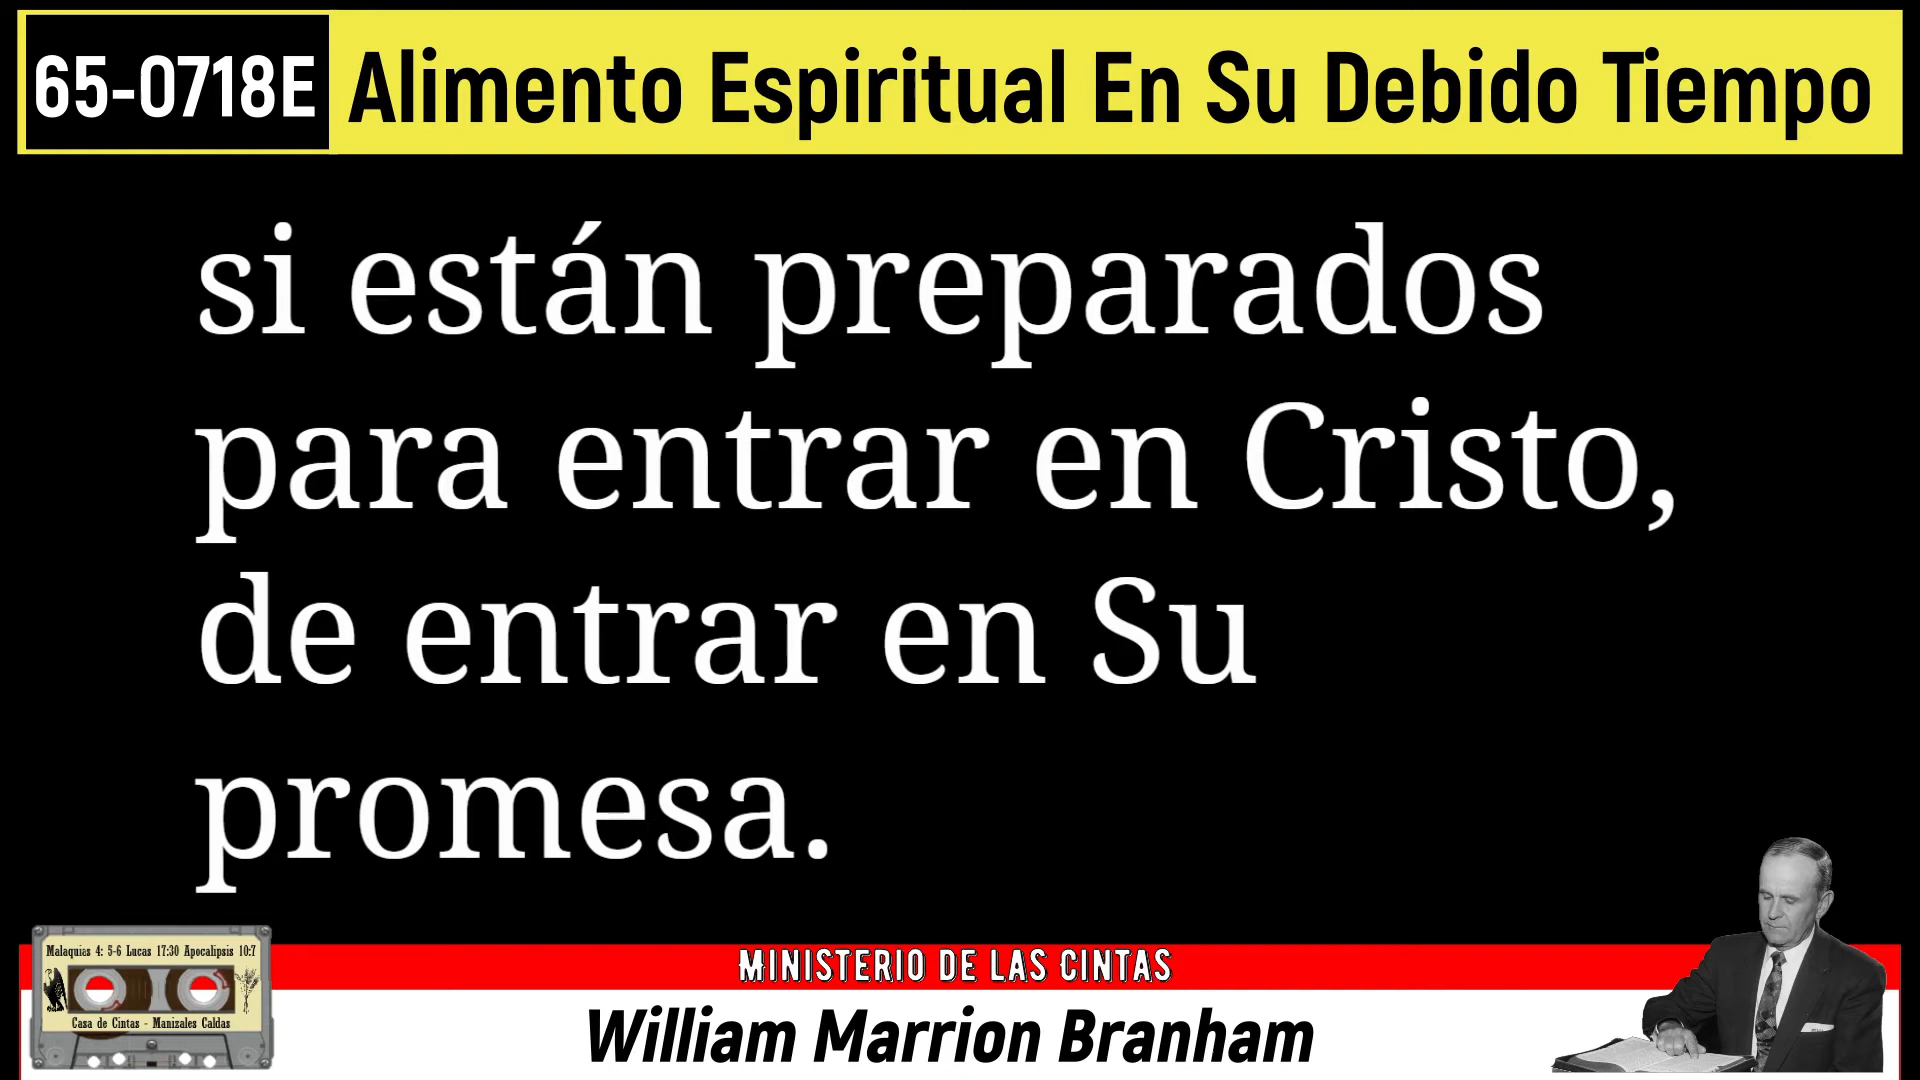 65-0718E Alimento Espiritual En Su Debido Tiempo
si están preparados
para entrar en Cristo,
de entrar en Su
promesa.
Malaquias 4: 5-6 Lucas 17:30 Apocalipsis 10:7
Casa de Cintas - Manizales Caldas
MINISTERIO DE LAS CINTAS
William Marrion Branham